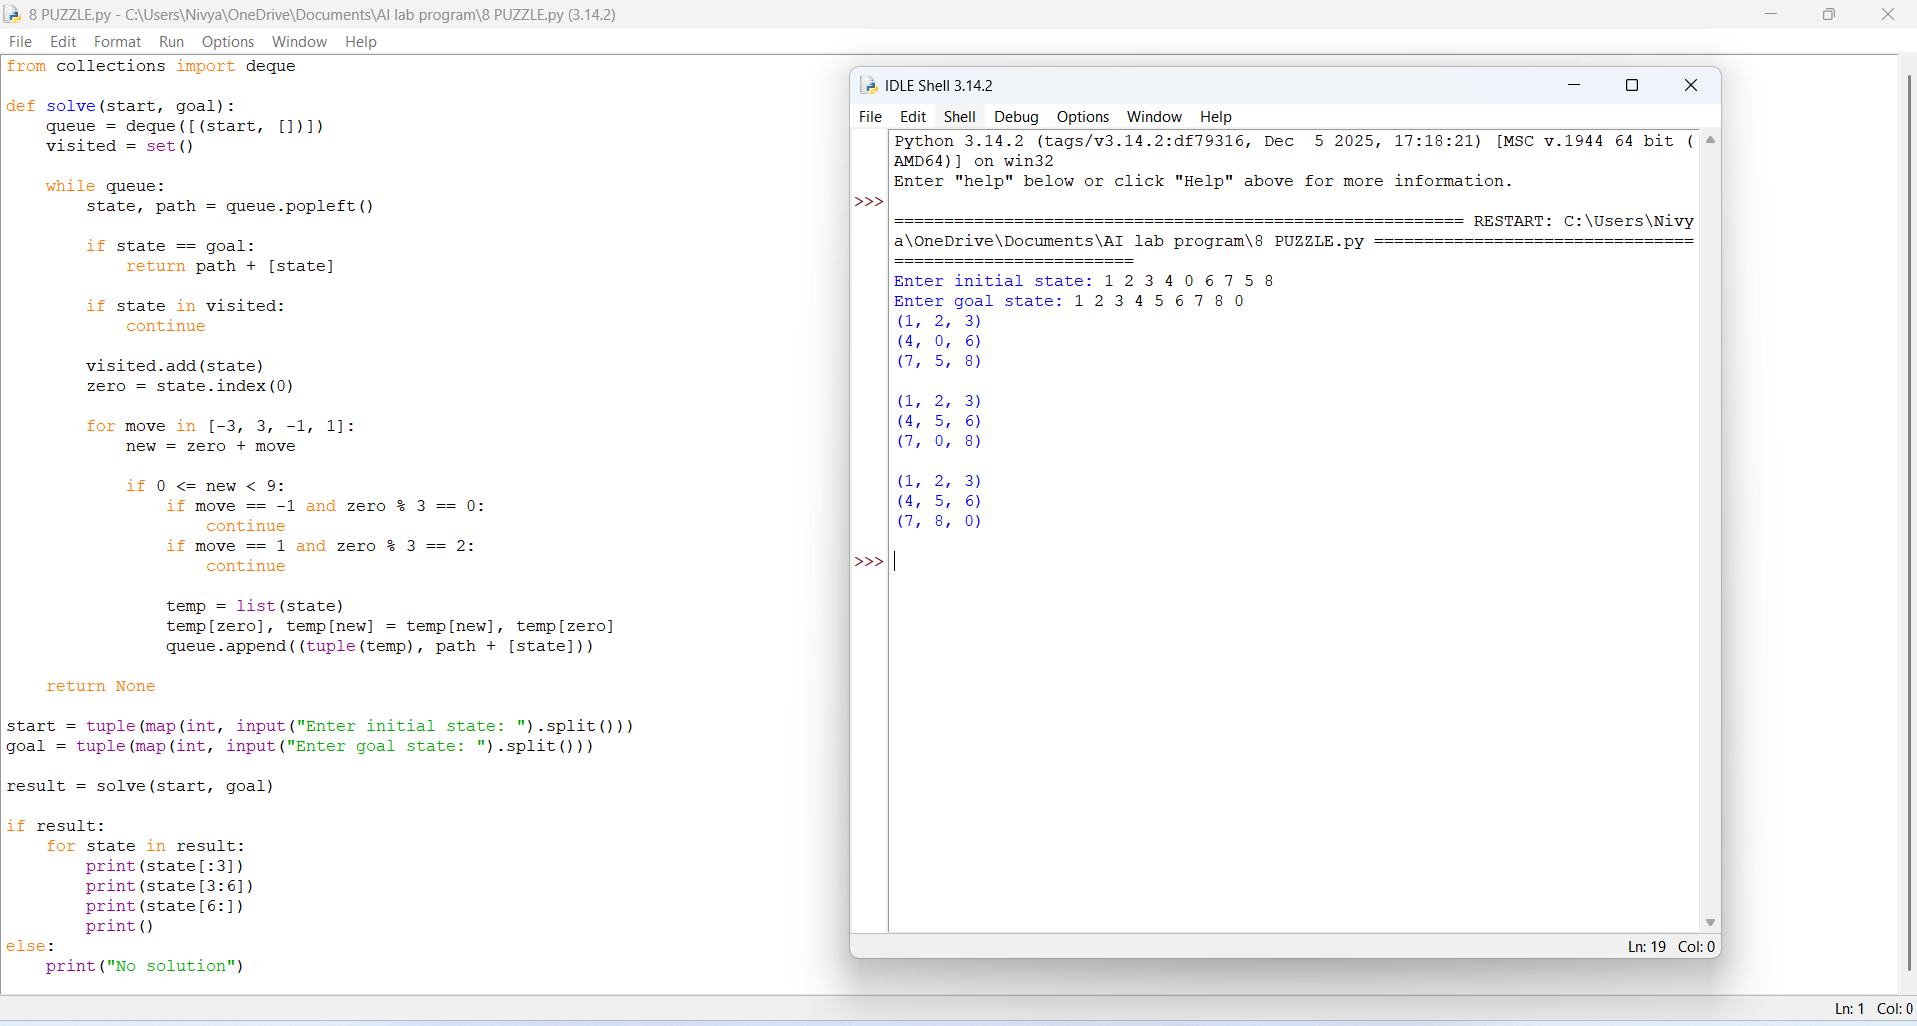 8 PUZZLE.py - C:\Users\Nivya\OneDrive\Documents\AI lab program\8 PUZZLE.py (3.14.2)
File Edit Format Run Options Window Help
from collections import deque

def solve(start, goal):
    queue = deque([(start, [])])
    visited = set()

    while queue:
        state, path = queue.popleft()

        if state == goal:
            return path + [state]

        if state in visited:
            continue

        visited.add(state)
        zero = state.index(0)

        for move in [-3, 3, -1, 1]:
            new = zero + move

            if 0 <= new < 9:
                if move == -1 and zero % 3 == 0:
                    continue
                if move == 1 and zero % 3 == 2:
                    continue

                temp = list(state)
                temp[zero], temp[new] = temp[new], temp[zero]
                queue.append((tuple(temp), path + [state]))

    return None

start = tuple(map(int, input("Enter initial state: ").split()))
goal = tuple(map(int, input("Enter goal state: ").split()))

result = solve(start, goal)

if result:
    for state in result:
        print(state[:3])
        print(state[3:6])
        print(state[6:])
        print()
else:
    print("No solution")
Ln: 1 Col: 0
IDLE Shell 3.14.2
File Edit Shell Debug Options Window Help
Python 3.14.2 (tags/v3.14.2:df79316, Dec  5 2025, 17:18:21) [MSC v.1944 64 bit (
AMD64)] on win32
Enter "help" below or click "Help" above for more information.
>>>
========================================================= RESTART: C:\Users\Nivy
a\OneDrive\Documents\AI lab program\8 PUZZLE.py ================================
========================
Enter initial state: 1 2 3 4 0 6 7 5 8
Enter goal state: 1 2 3 4 5 6 7 8 0
(1, 2, 3)
(4, 0, 6)
(7, 5, 8)

(1, 2, 3)
(4, 5, 6)
(7, 0, 8)

(1, 2, 3)
(4, 5, 6)
(7, 8, 0)

>>>
Ln: 19 Col: 0